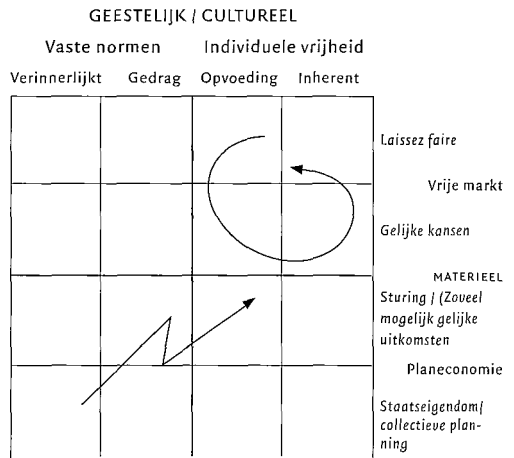 GEESTELIJK / CULTUREEL
Vaste normen Individuele vrijheid
Verinnerlijkt Gedrag Opvoeding Inherent
Laissez faire
Vrije markt
Gelijke kansen
MATERIEEL
Sturing / (Zoveel
mogelijk gelijke
uitkomsten
Planeconomie
Staatseigendom/
collectieve plan-
ning